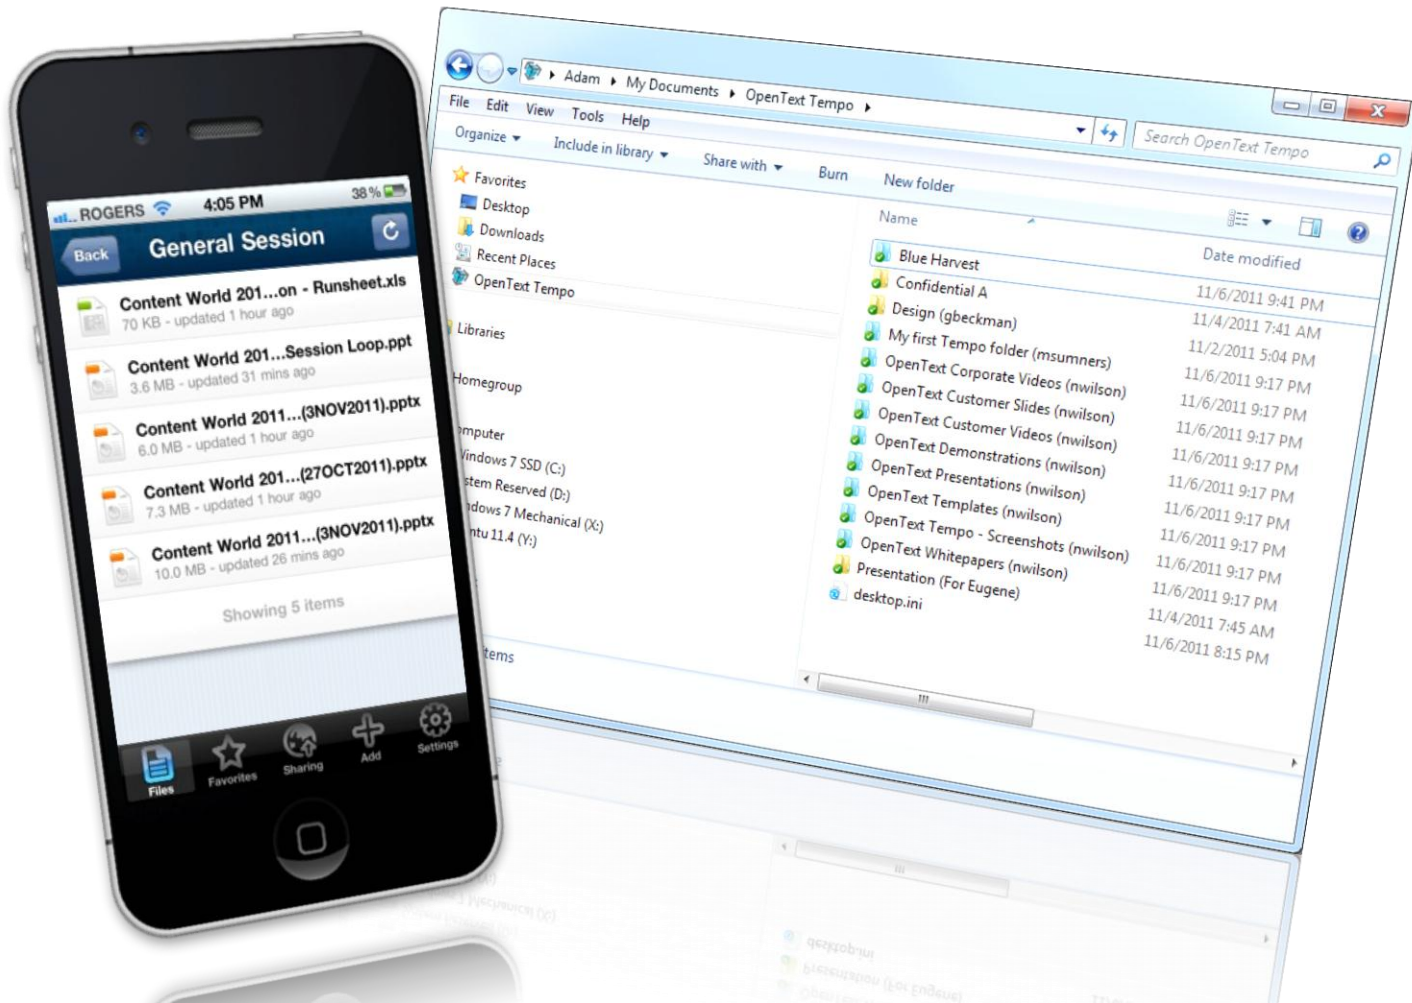 ROGERS 4:05 PM 38%
Back General Session
Content World 201...on - Runsheet.xls
70 KB - updated 1 hour ago
Content World 201...Session Loop.ppt
3.6 MB - updated 31 mins ago
Content World 2011...(3NOV2011).pptx
6.0 MB - updated 1 hour ago
Content World 201...(27OCT2011).pptx
7.3 MB - updated 1 hour ago
Content World 2011...(3NOV2011).pptx
10.0 MB - updated 26 mins ago
Showing 5 items
Files Favorites Sharing Add Settings
Adam My Documents OpenText Tempo
Search OpenText Tempo
File Edit View Tools Help
Organize Include in library Share with Burn New folder
Favorites
Desktop
Downloads
Recent Places
OpenText Tempo
Libraries
Homegroup
mputer
Windows 7 SSD (C:)
stem Reserved (D:)
ndows 7 Mechanical (X:)
ntu 11.4 (Y:)
tems
Name Date modified
Blue Harvest 11/6/2011 9:41 PM
Confidential A 11/4/2011 7:41 AM
Design (gbeckman) 11/2/2011 5:04 PM
My first Tempo folder (msumners) 11/6/2011 9:17 PM
OpenText Corporate Videos (nwilson) 11/6/2011 9:17 PM
OpenText Customer Slides (nwilson) 11/6/2011 9:17 PM
OpenText Customer Videos (nwilson) 11/6/2011 9:17 PM
OpenText Demonstrations (nwilson) 11/6/2011 9:17 PM
OpenText Presentations (nwilson) 11/6/2011 9:17 PM
OpenText Templates (nwilson) 11/6/2011 9:17 PM
OpenText Tempo - Screenshots (nwilson) 11/6/2011 9:17 PM
OpenText Whitepapers (nwilson) 11/6/2011 9:17 PM
Presentation (For Eugene) 11/4/2011 7:45 AM
desktop.ini 11/6/2011 8:15 PM